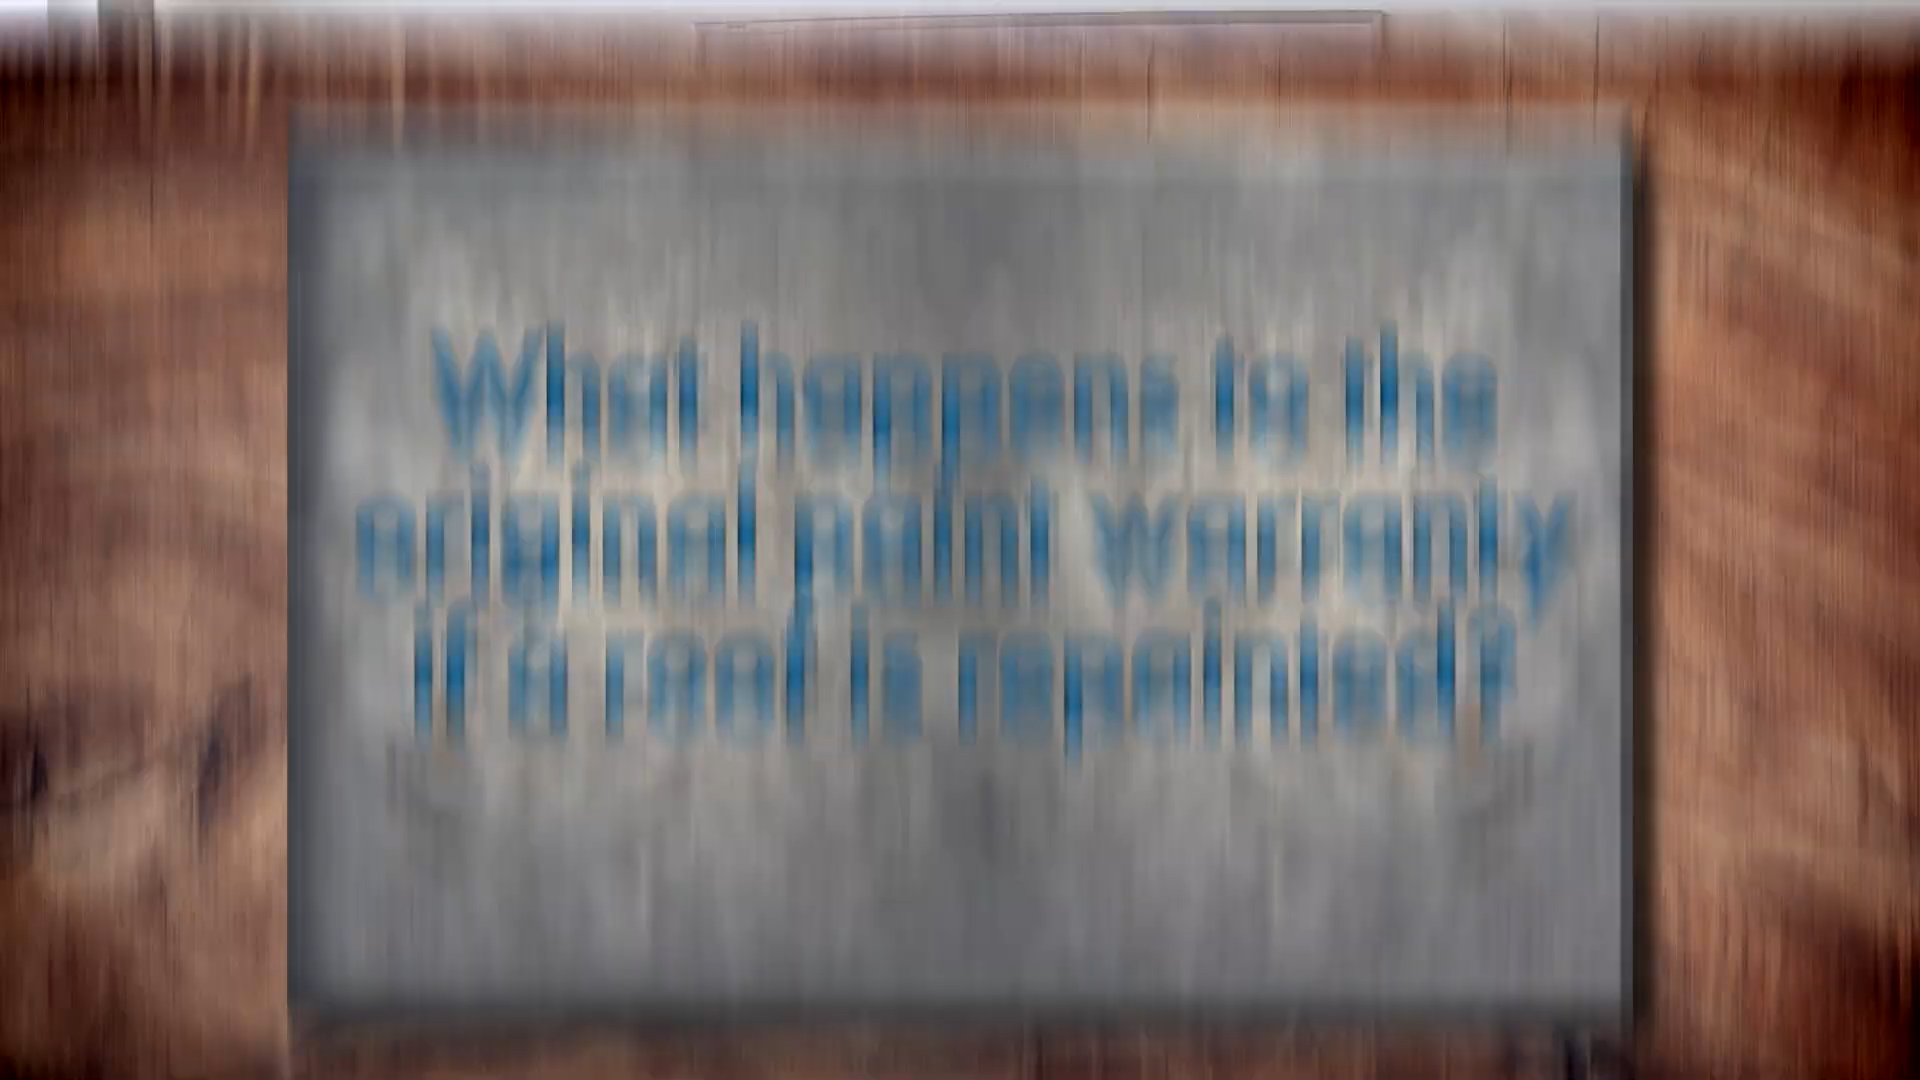 What happens to the
original paint warranty
if a roof is repainted?